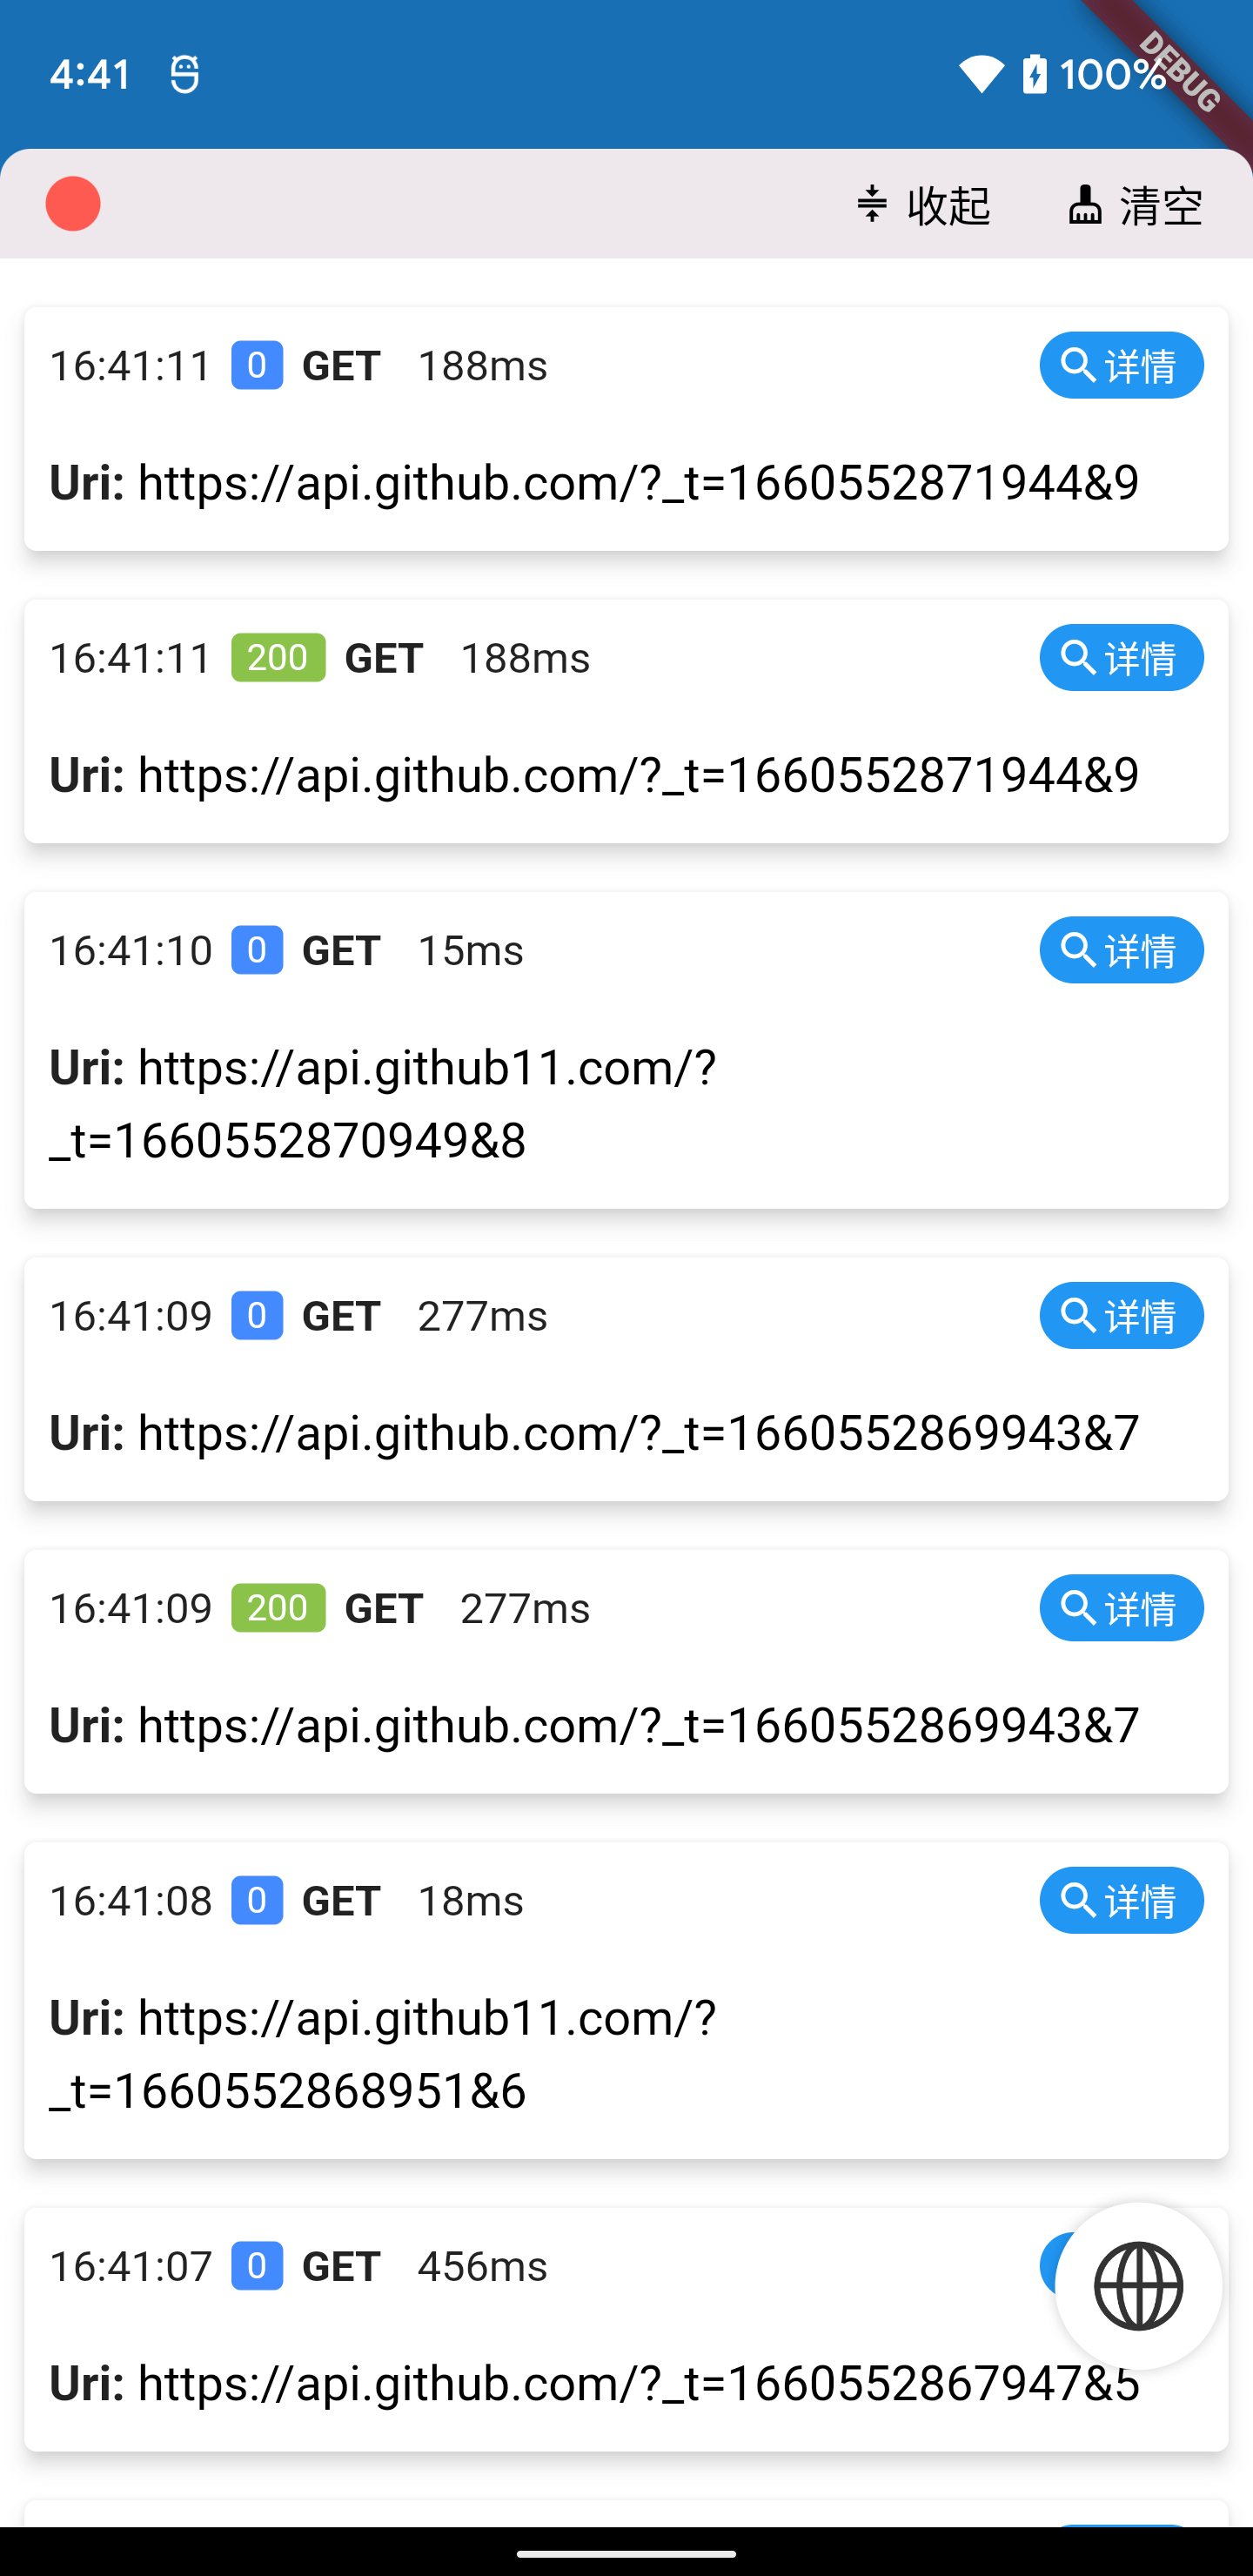 4:41 100% DEBUG
收起 清空
16:41:11 0 GET 188ms 详情
Uri: https://api.github.com/?_t=1660552871944&9
16:41:11 200 GET 188ms 详情
Uri: https://api.github.com/?_t=1660552871944&9
16:41:10 0 GET 15ms 详情
Uri: https://api.github11.com/?
_t=1660552870949&8
16:41:09 0 GET 277ms 详情
Uri: https://api.github.com/?_t=1660552869943&7
16:41:09 200 GET 277ms 详情
Uri: https://api.github.com/?_t=1660552869943&7
16:41:08 0 GET 18ms 详情
Uri: https://api.github11.com/?
_t=1660552868951&6
16:41:07 0 GET 456ms
Uri: https://api.github.com/?_t=1660552867947&5